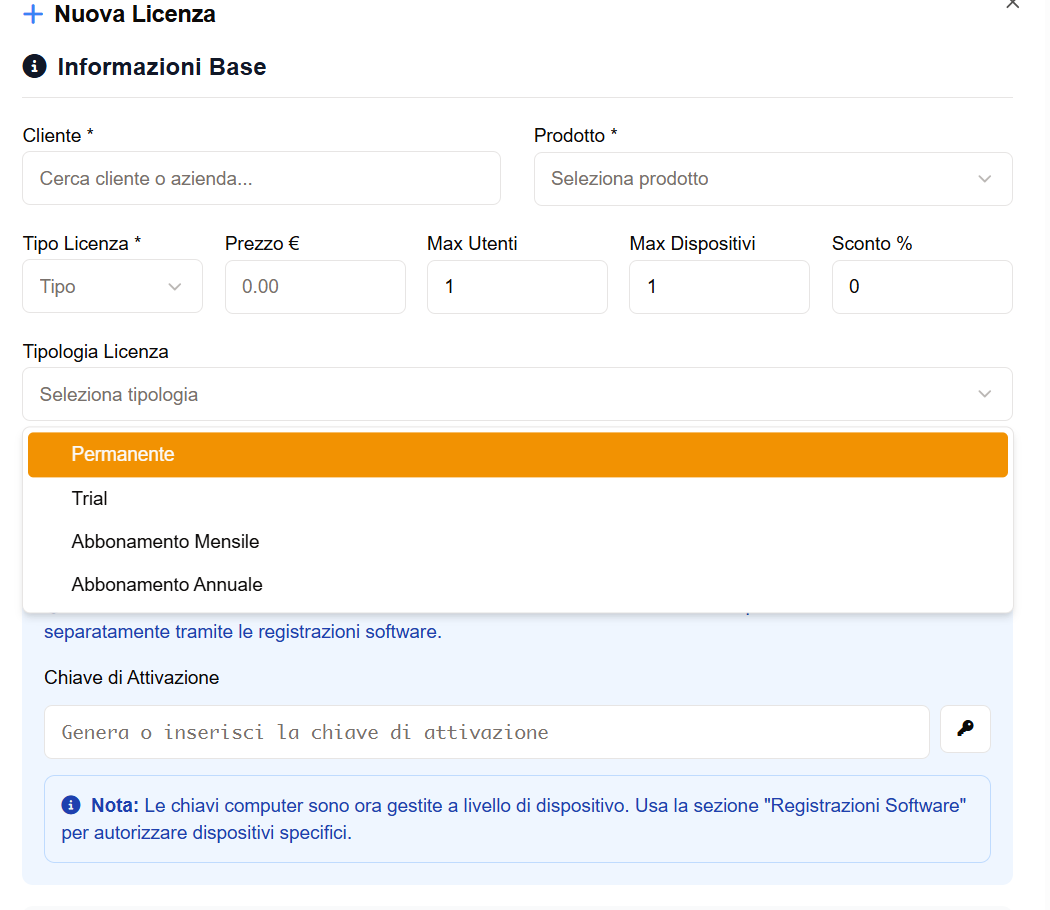 Nuova Licenza
Informazioni Base
Cliente *
Prodotto *
Cerca cliente o azienda...
Seleziona prodotto
Tipo Licenza *
Prezzo €
Max Utenti
Max Dispositivi
Sconto %
Tipo
0.00
1
1
0
Tipologia Licenza
Seleziona tipologia
Permanente
Trial
Abbonamento Mensile
Abbonamento Annuale
separatamente tramite le registrazioni software.
Chiave di Attivazione
Genera o inserisci la chiave di attivazione
Nota: Le chiavi computer sono ora gestite a livello di dispositivo. Usa la sezione "Registrazioni Software"
per autorizzare dispositivi specifici.